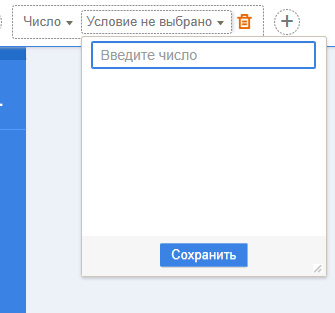 Число Условие не выбрано
Введите число
Сохранить